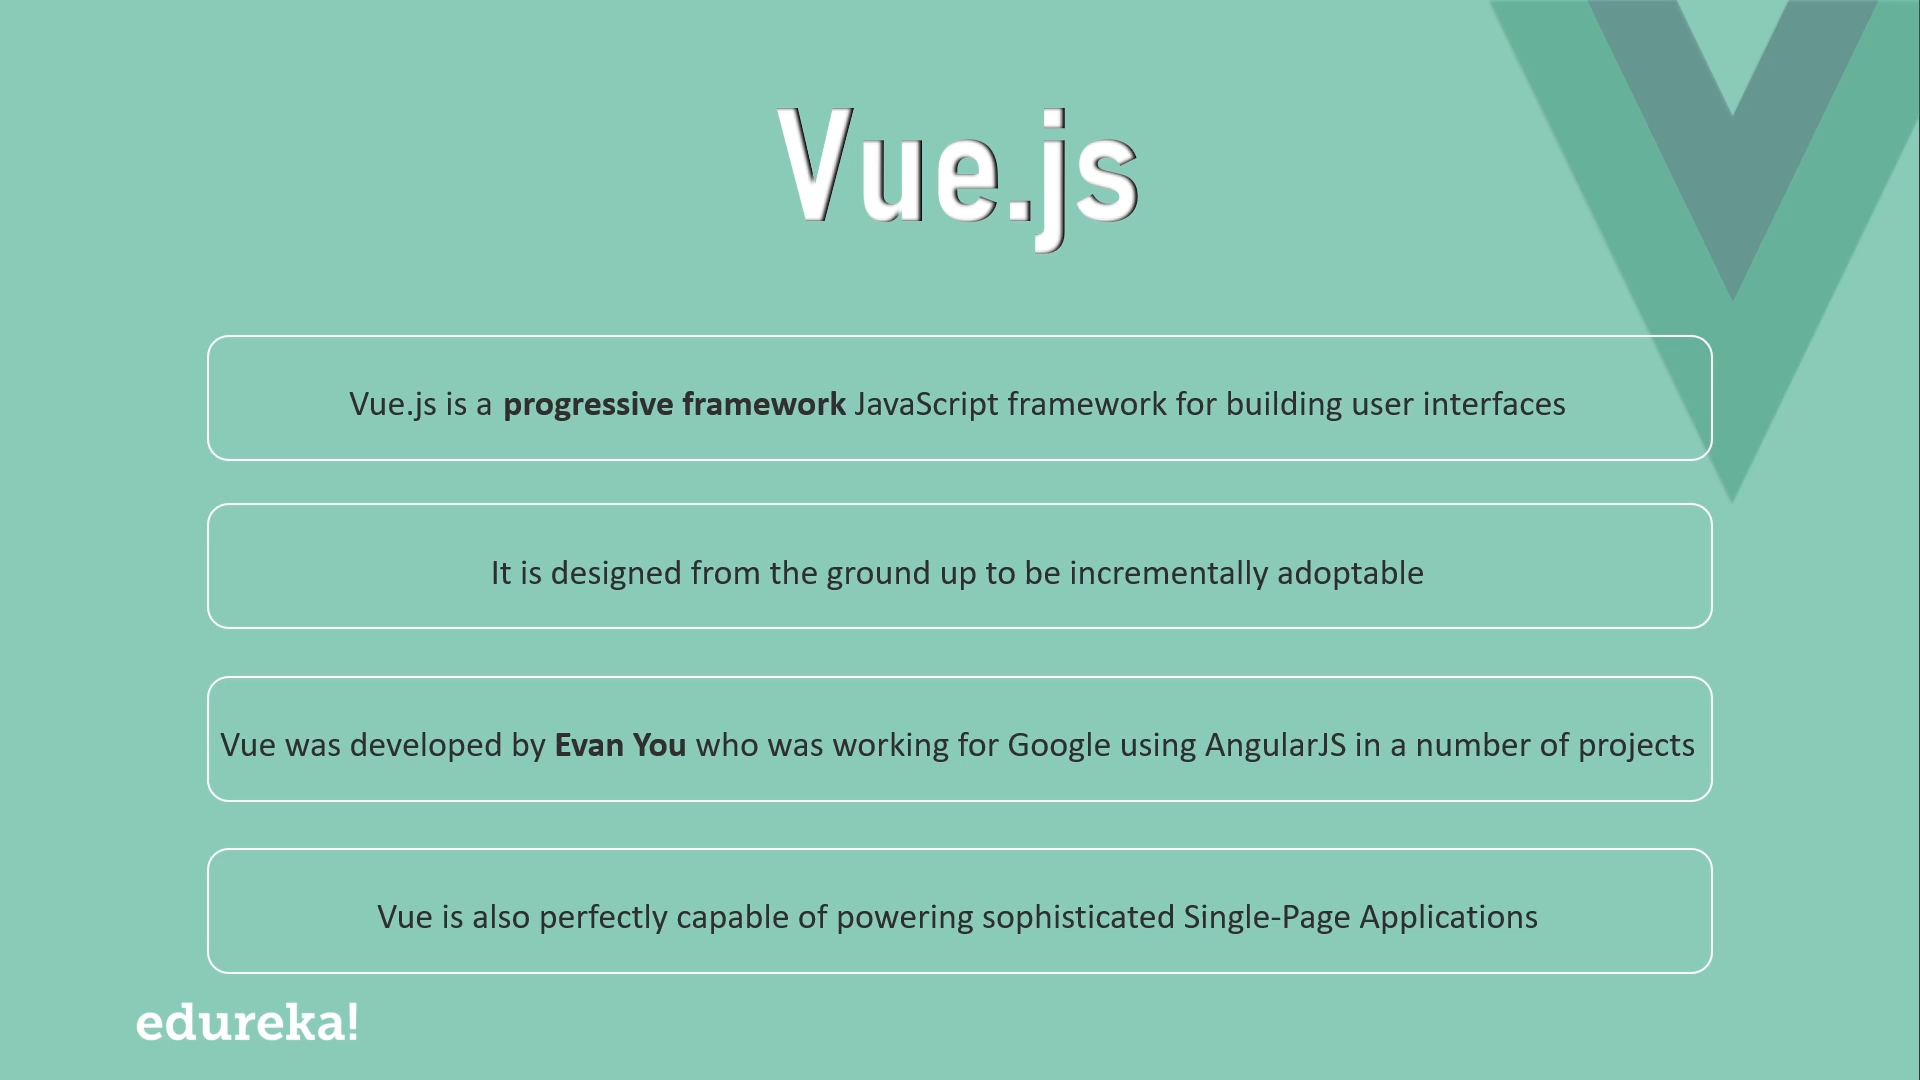 Vue.js
Vue.js is a progressive framework JavaScript framework for building user interfaces
It is designed from the ground up to be incrementally adoptable
Vue was developed by Evan You who was working for Google using AngularJS in a number of projects
Vue is also perfectly capable of powering sophisticated Single-Page Applications
edureka!